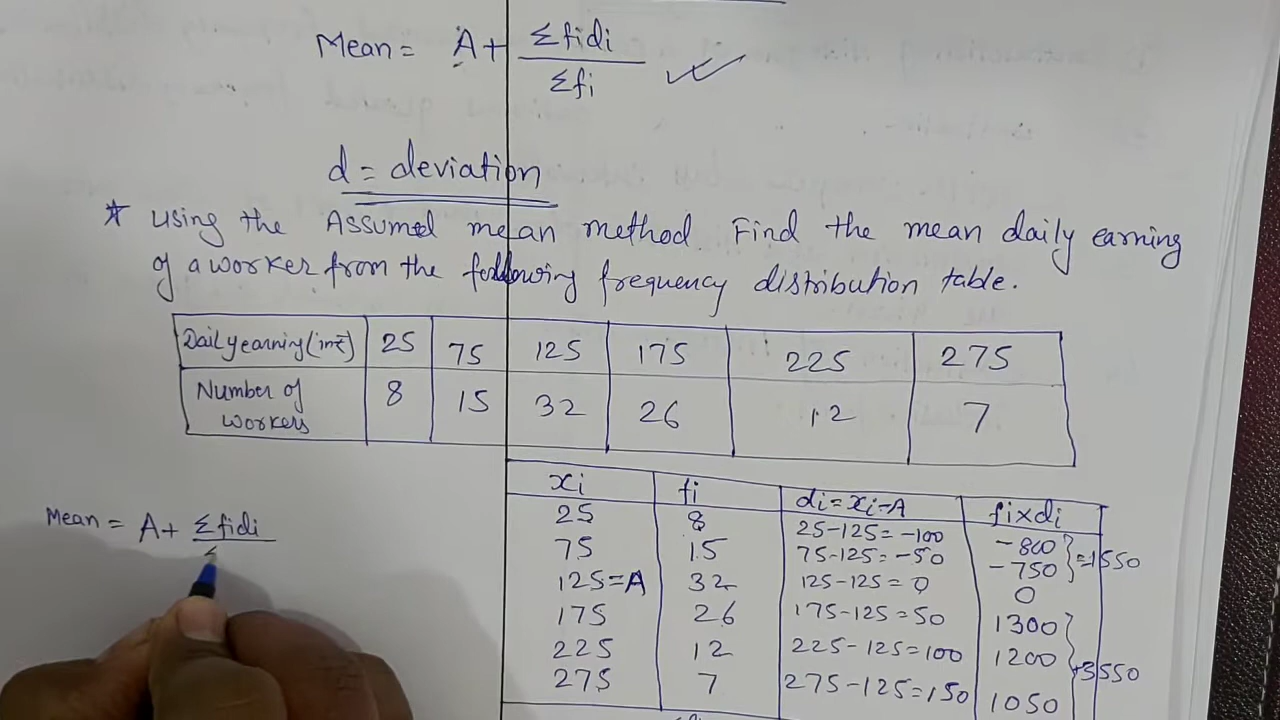 Mean = A + Σfidi
Σfi
d = deviation
* Using the Assumed mean method. Find the mean daily earning
of a worker from the following frequency distribution table.
Daily earning (in ₹) 25 75 125 175 225 275
Number of workers 8 15 32 26 12 7
xi fi di = xi - A fi x di
25 8 25-125 = -100 -800
75 15 75-125 = -50 -750 } = -1550
125 = A 32 125-125 = 0 0
175 26 175-125 = 50 1300
225 12 225-125 = 100 1200 } +3550
275 7 275-125 = 150 1050
Mean = A + Σfidi